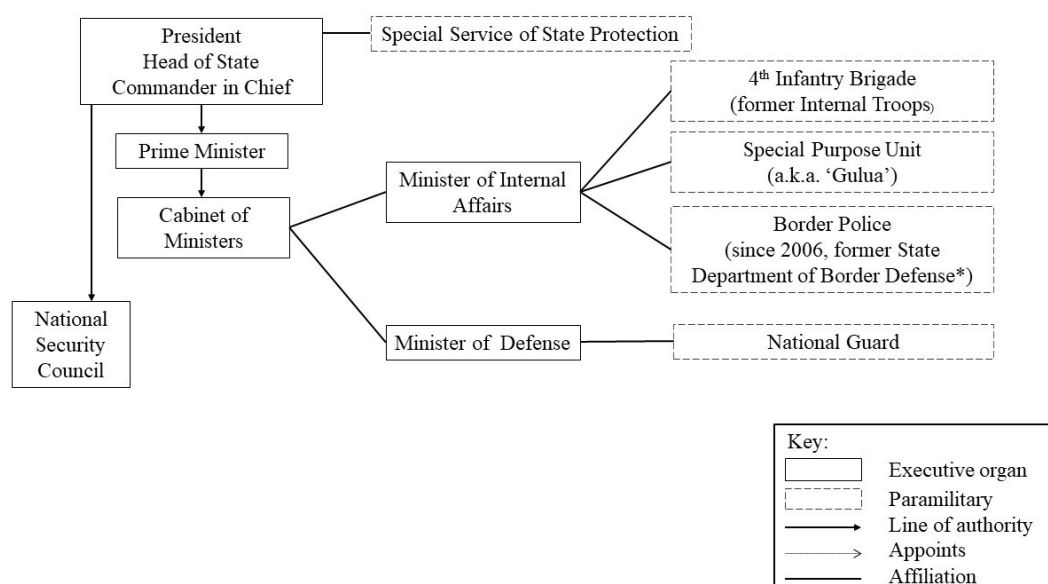 President
Head of State
Commander in Chief
Special Service of State Protection
4th Infantry Brigade
(former Internal Troops)
Prime Minister
Special Purpose Unit
(a.k.a. ‘Gulua’)
Minister of Internal
Affairs
Cabinet of
Ministers
Border Police
(since 2006, former State
Department of Border Defense*)
National
Security
Council
Minister of Defense
National Guard
Key:
Executive organ
Paramilitary
Line of authority
Appoints
Affiliation